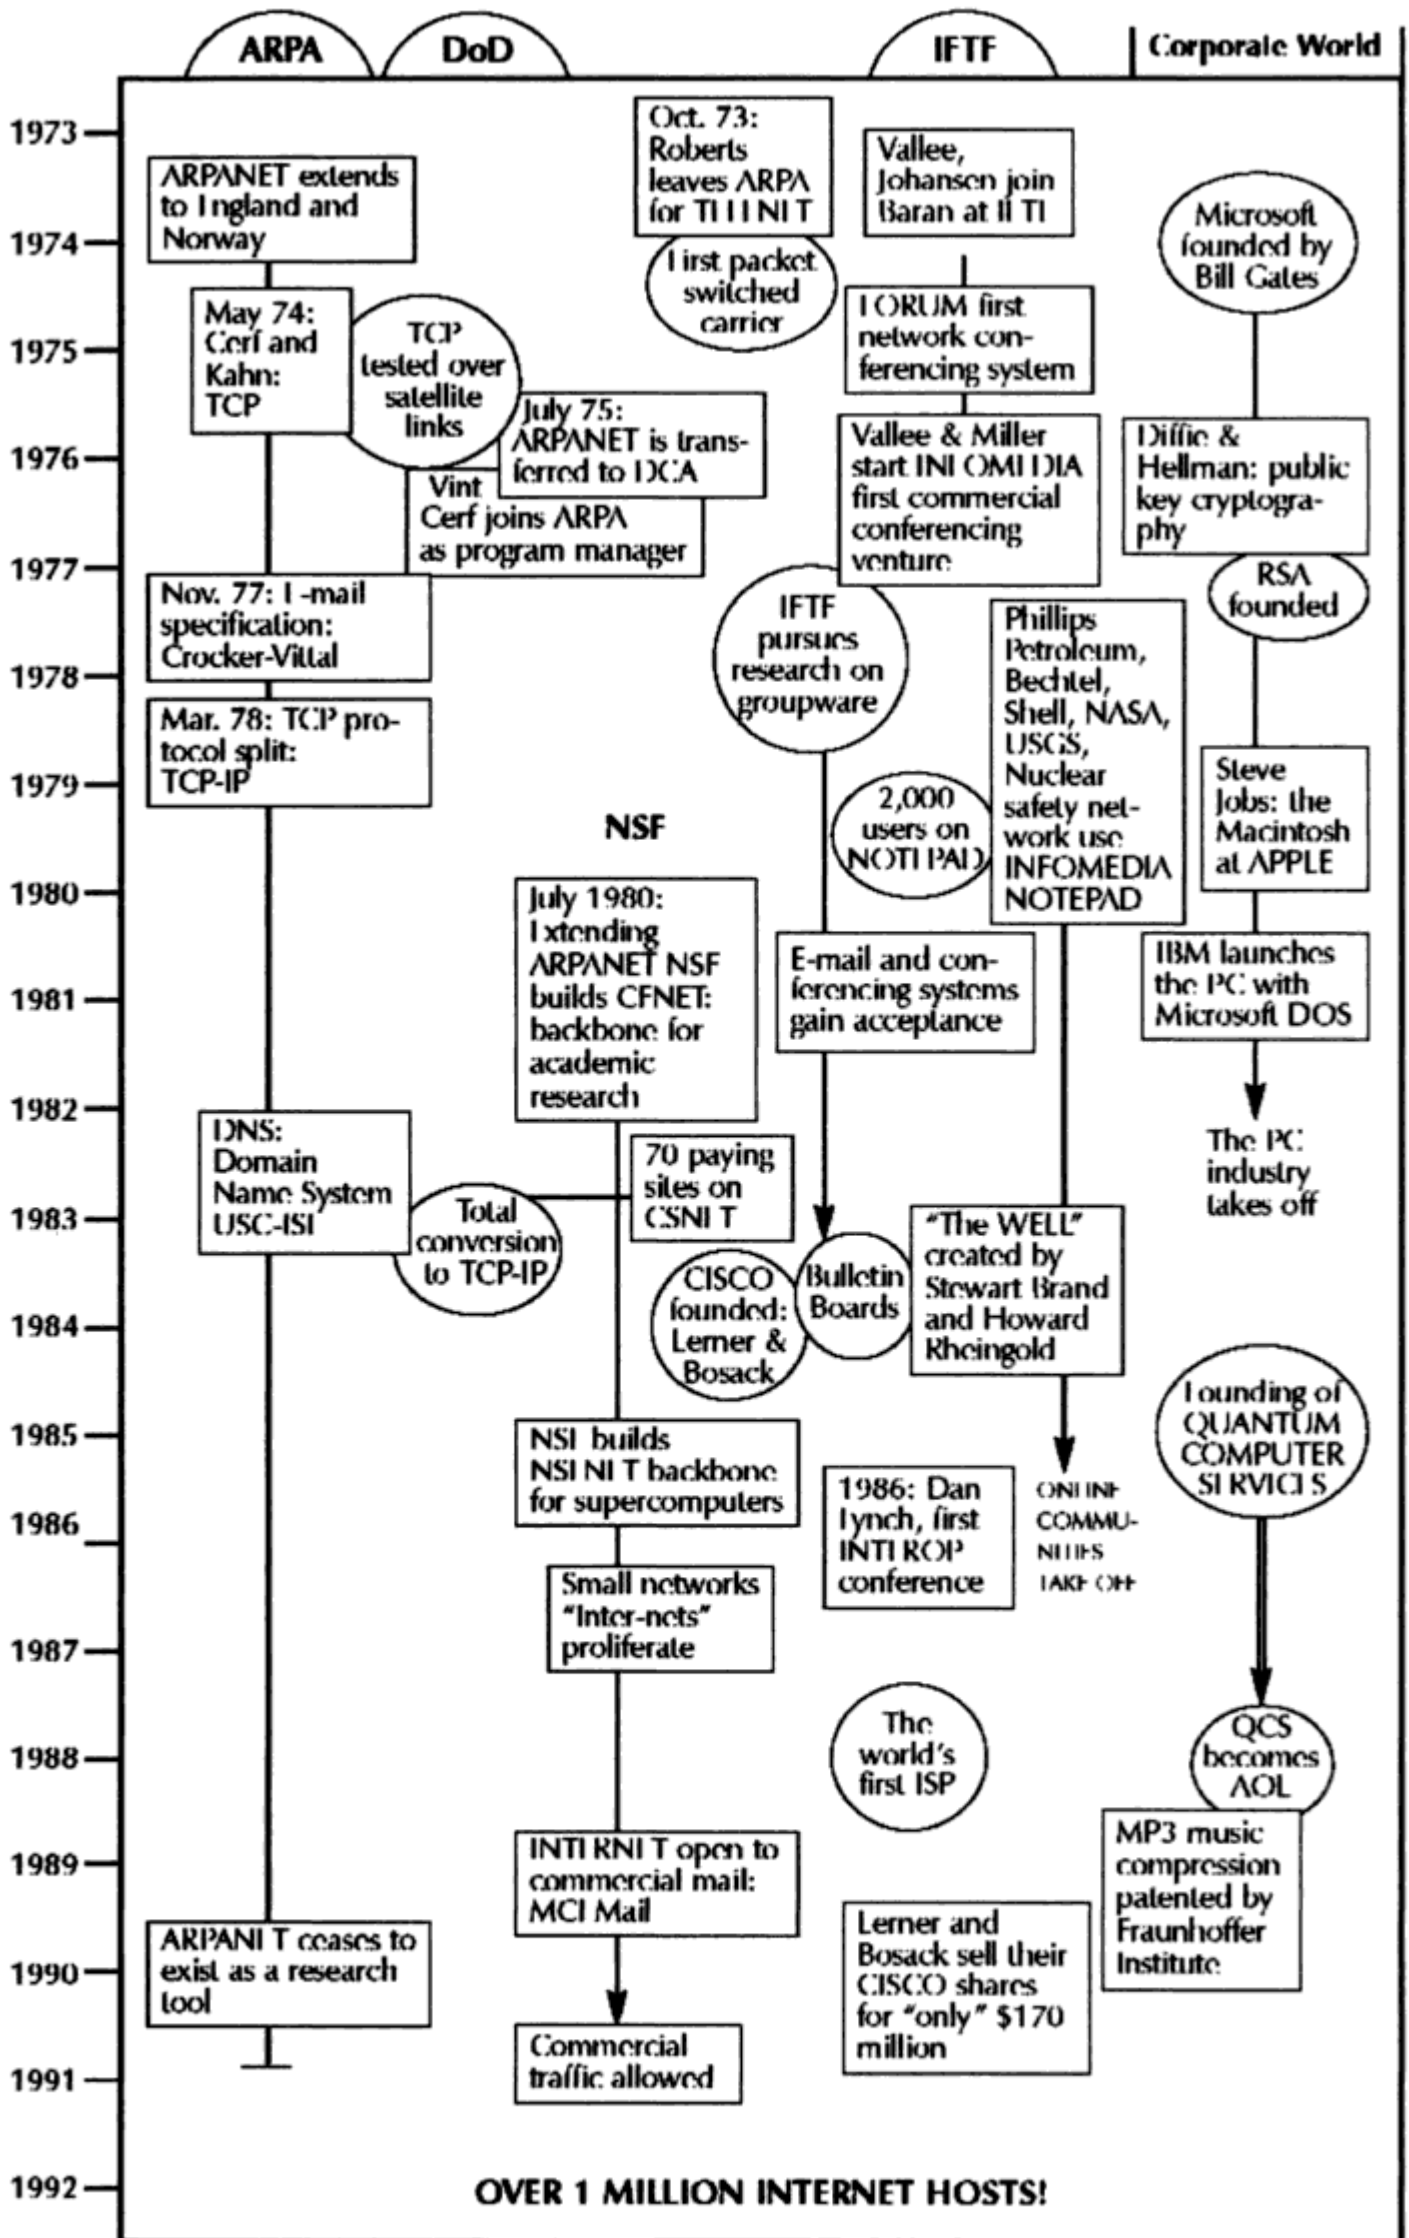 ARPA
DoD
IFTF
Corporate World
1973
1974
1975
1976
1977
1978
1979
1980
1981
1982
1983
1984
1985
1986
1987
1988
1989
1990
1991
1992
ARPANET extends
to England and
Norway
May 74:
Cerf and
Kahn:
TCP
TCP
tested over
satellite
links
July 75:
ARPANET is trans-
ferred to DCA
Vint
Cerf joins ARPA
as program manager
Nov. 77: E-mail
specification:
Crocker-Vittal
Mar. 78: TCP pro-
tocol split:
TCP-IP
DNS:
Domain
Name System
USC-ISI
Total
conversion
to TCP-IP
ARPANET ceases to
exist as a research
tool
Oct. 73:
Roberts
leaves ARPA
for TELENET
First packet
switched
carrier
NSF
July 1980:
Extending
ARPANET NSF
builds CFNET:
backbone for
academic
research
70 paying
sites on
CSNET
CISCO
founded:
Lerner &
Bosack
NSF builds
NSFNET backbone
for supercomputers
Small networks
"Inter-nets"
proliferate
INTERNET open to
commercial mail:
MCI Mail
Commercial
traffic allowed
Vallee,
Johansen join
Baran at IFTF
FORUM first
network con-
ferencing system
Vallee & Miller
start INFOMEDIA
first commercial
conferencing
venture
IFTF
pursues
research on
groupware
2,000
users on
NOTEPAD
Phillips
Petroleum,
Bechtel,
Shell, NASA,
USGS,
Nuclear
safety net-
work use
INFOMEDIA
NOTEPAD
E-mail and con-
ferencing systems
gain acceptance
Bulletin
Boards
"The WELL"
created by
Stewart Brand
and Howard
Rheingold
1986: Dan
Lynch, first
INTEROP
conference
ONLINE
COMMU-
NITIES
TAKE OFF
The
world's
first ISP
Lerner and
Bosack sell their
CISCO shares
for "only" $170
million
Microsoft
founded by
Bill Gates
Diffie &
Hellman: public
key cryptogra-
phy
RSA
founded
Steve
Jobs: the
Macintosh
at APPLE
IBM launches
the PC with
Microsoft DOS
The PC
industry
takes off
Founding of
QUANTUM
COMPUTER
SERVICES
QCS
becomes
AOL
MP3 music
compression
patented by
Fraunhoffer
Institute
OVER 1 MILLION INTERNET HOSTS!